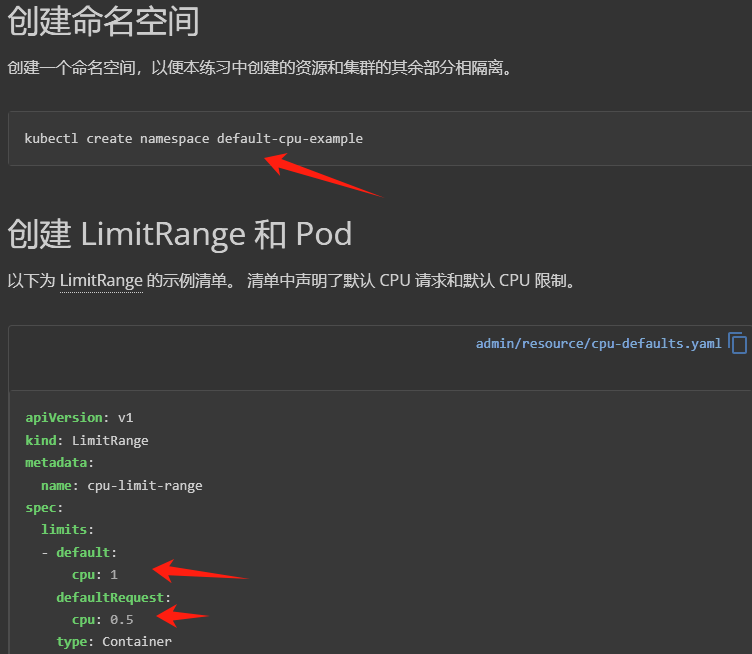 创建命名空间
创建一个命名空间，以便本练习中创建的资源和集群的其余部分相隔离。
kubectl create namespace default-cpu-example
创建 LimitRange 和 Pod
以下为 LimitRange 的示例清单。 清单中声明了默认 CPU 请求和默认 CPU 限制。
admin/resource/cpu-defaults.yaml
apiVersion: v1
kind: LimitRange
metadata:
  name: cpu-limit-range
spec:
  limits:
  - default:
      cpu: 1
    defaultRequest:
      cpu: 0.5
    type: Container